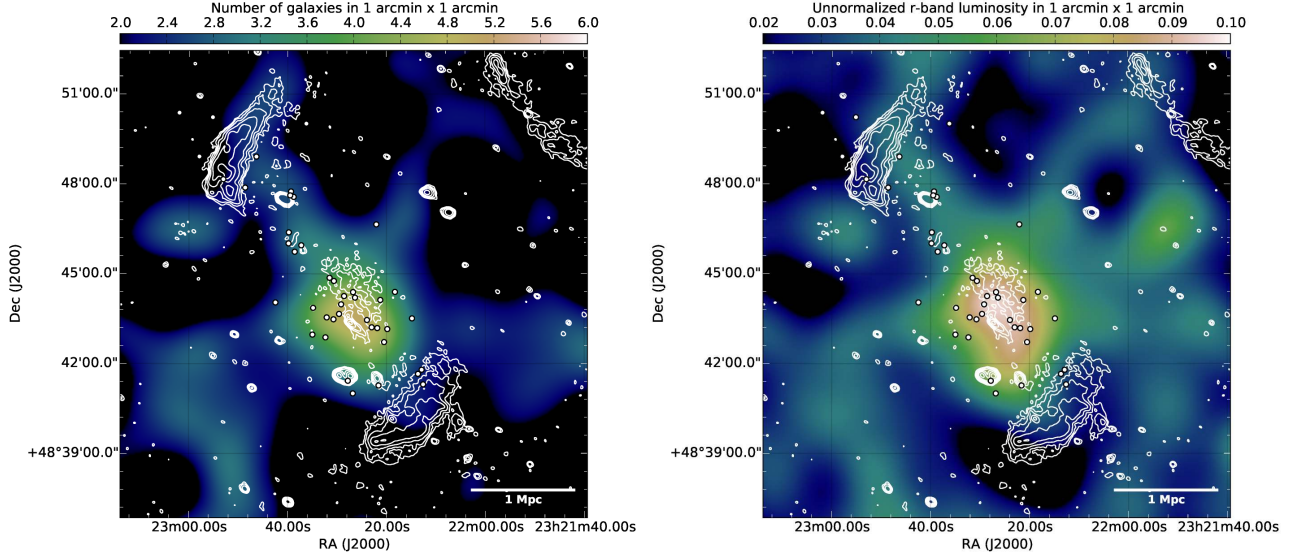 Number of galaxies in 1 arcmin x 1 arcmin
2.0 2.4 2.8 3.2 3.6 4.0 4.4 4.8 5.2 5.6 6.0
51'00.0"
48'00.0"
45'00.0"
42'00.0"
+48°39'00.0"
Dec (J2000)
1 Mpc
23m00.00s 40.00s 20.00s 22m00.00s 23h21m40.00s
RA (J2000)
Unnormalized r-band luminosity in 1 arcmin x 1 arcmin
0.02 0.03 0.04 0.05 0.06 0.07 0.08 0.09 0.10
51'00.0"
48'00.0"
45'00.0"
42'00.0"
+48°39'00.0"
Dec (J2000)
1 Mpc
23m00.00s 40.00s 20.00s 22m00.00s 23h21m40.00s
RA (J2000)